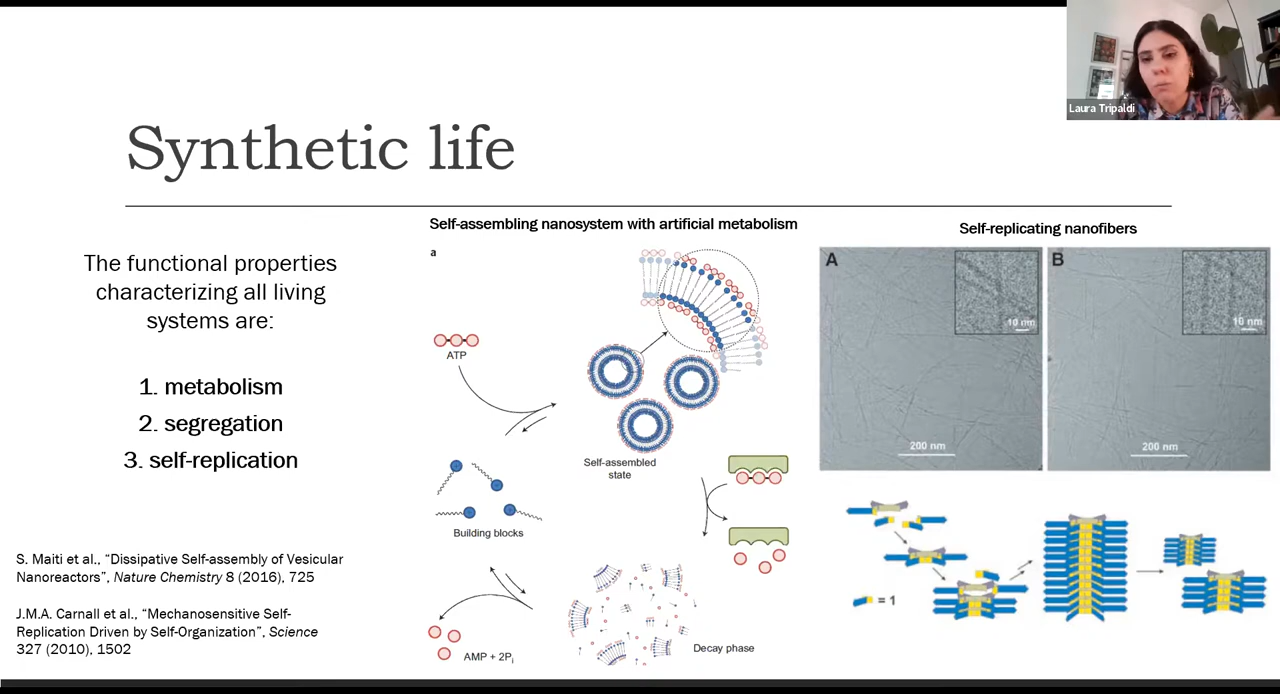 Laura Tripaldi
Synthetic life
The functional properties
characterizing all living
systems are:
1. metabolism
2. segregation
3. self-replication
S. Maiti et al., “Dissipative Self-assembly of Vesicular
Nanoreactors”, Nature Chemistry 8 (2016), 725
J.M.A. Carnall et al., “Mechanosensitive Self-
Replication Driven by Self-Organization”, Science
327 (2010), 1502
Self-assembling nanosystem with artificial metabolism
a
ATP
Self-assembled
state
Building blocks
Decay phase
AMP + 2Pi
Self-replicating nanofibers
A
10 nm
200 nm
B
10 nm
200 nm
= 1